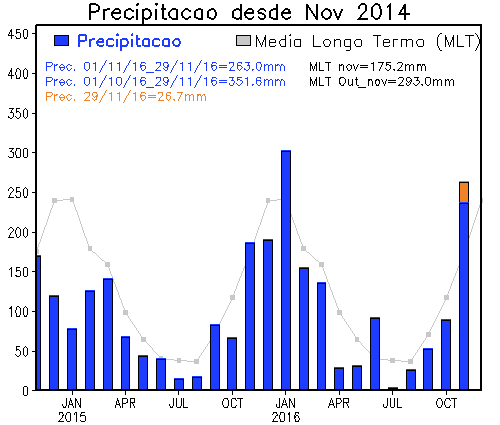 Precipitacao desde Nov 2014
Precipitacao
Media Longo Termo (MLT)
Prec. 01/11/16_29/11/16=263.0mm
MLT nov=175.2mm
Prec. 01/10/16_29/11/16=351.6mm
MLT Out_nov=293.0mm
Prec. 29/11/16=26.7mm
450
400
350
300
250
200
150
100
50
0
JAN APR JUL OCT JAN APR JUL OCT
2015 2016